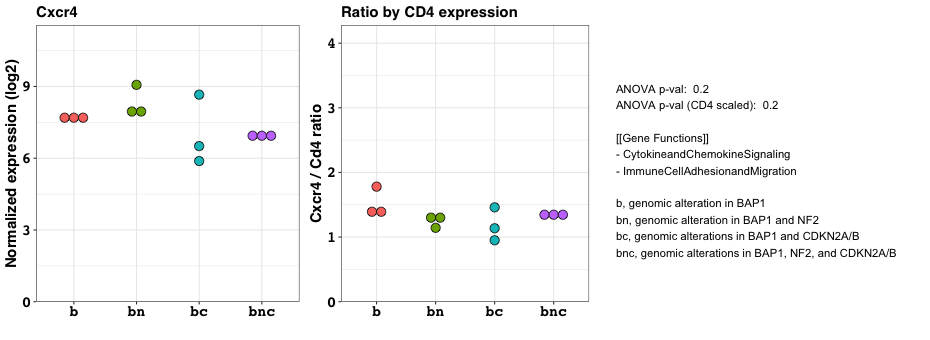 Cxcr4
Normalized expression (log2)
9
6
3
0
b bn bc bnc
Ratio by CD4 expression
Cxcr4 / Cd4 ratio
4
3
2
1
0
b bn bc bnc
ANOVA p-val: 0.2
ANOVA p-val (CD4 scaled): 0.2
[[Gene Functions]]
- CytokineandChemokineSignaling
- ImmuneCellAdhesionandMigration
b, genomic alteration in BAP1
bn, genomic alteration in BAP1 and NF2
bc, genomic alterations in BAP1 and CDKN2A/B
bnc, genomic alterations in BAP1, NF2, and CDKN2A/B